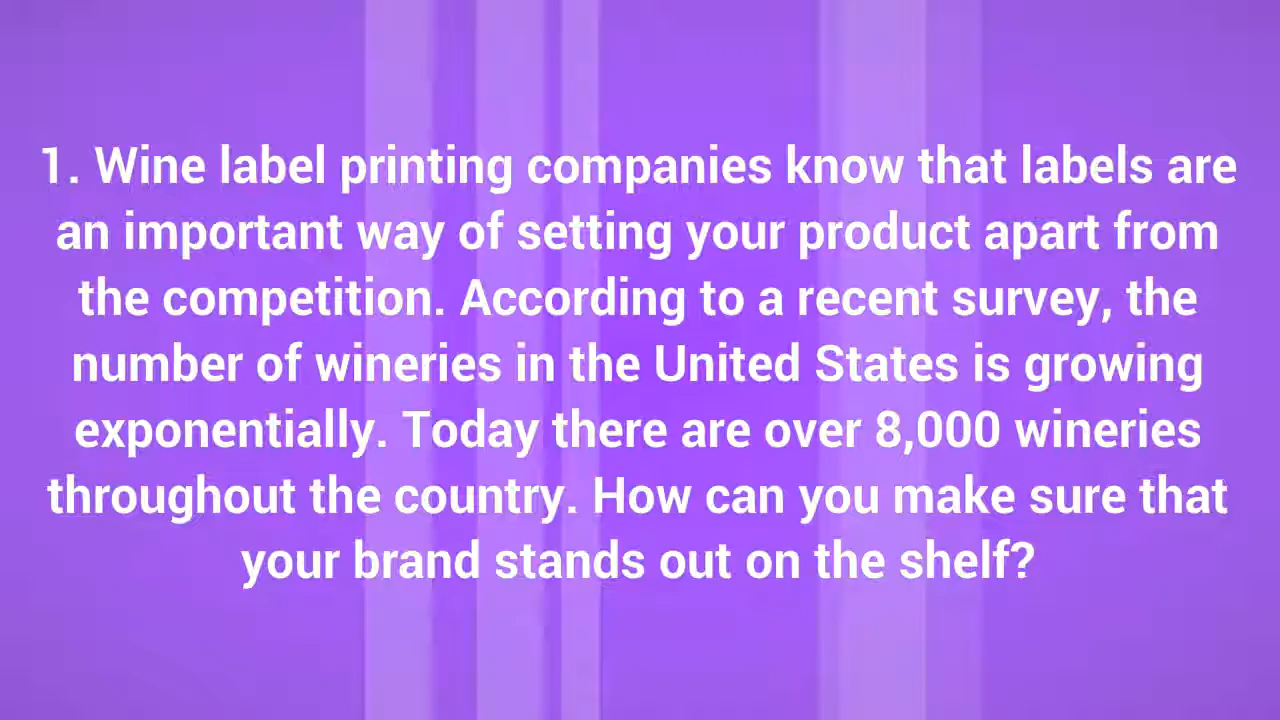 1. Wine label printing companies know that labels are
an important way of setting your product apart from
the competition. According to a recent survey, the
number of wineries in the United States is growing
exponentially. Today there are over 8,000 wineries
throughout the country. How can you make sure that
your brand stands out on the shelf?